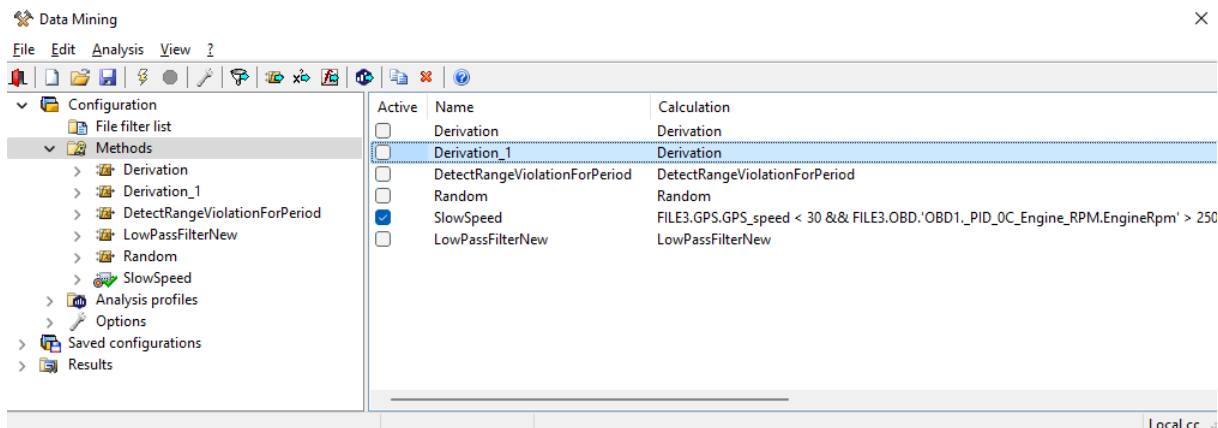 Data Mining
File Edit Analysis View ?
Configuration
File filter list
Methods
Derivation
Derivation_1
DetectRangeViolationForPeriod
LowPassFilterNew
Random
SlowSpeed
Analysis profiles
Options
Saved configurations
Results
Active Name Calculation
Derivation Derivation
Derivation_1 Derivation
DetectRangeViolationForPeriod DetectRangeViolationForPeriod
Random Random
SlowSpeed FILE3.GPS.GPS_speed < 30 && FILE3.OBD.'OBD1._PID_0C_Engine_RPM.EngineRpm' > 250
LowPassFilterNew LowPassFilterNew
Local cc